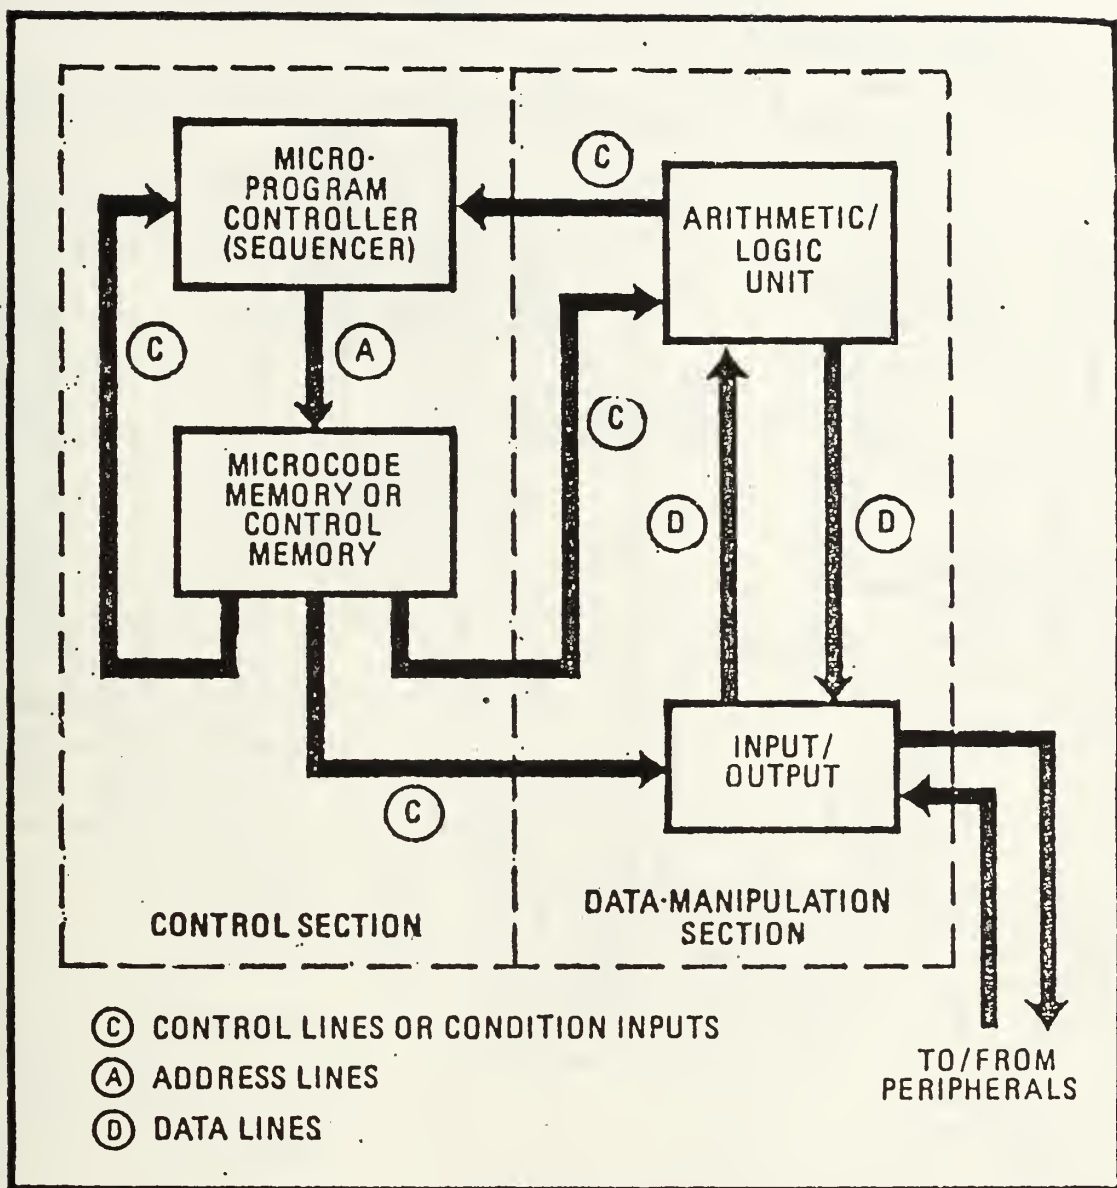 MICRO-
PROGRAM
CONTROLLER
(SEQUENCER)
C
ARITHMETIC/
LOGIC
UNIT
C
A
C
MICROCODE
MEMORY OR
CONTROL
MEMORY
D
D
INPUT/
OUTPUT
C
CONTROL SECTION
DATA-MANIPULATION
SECTION
C CONTROL LINES OR CONDITION INPUTS
A ADDRESS LINES
D DATA LINES
TO/FROM
PERIPHERALS